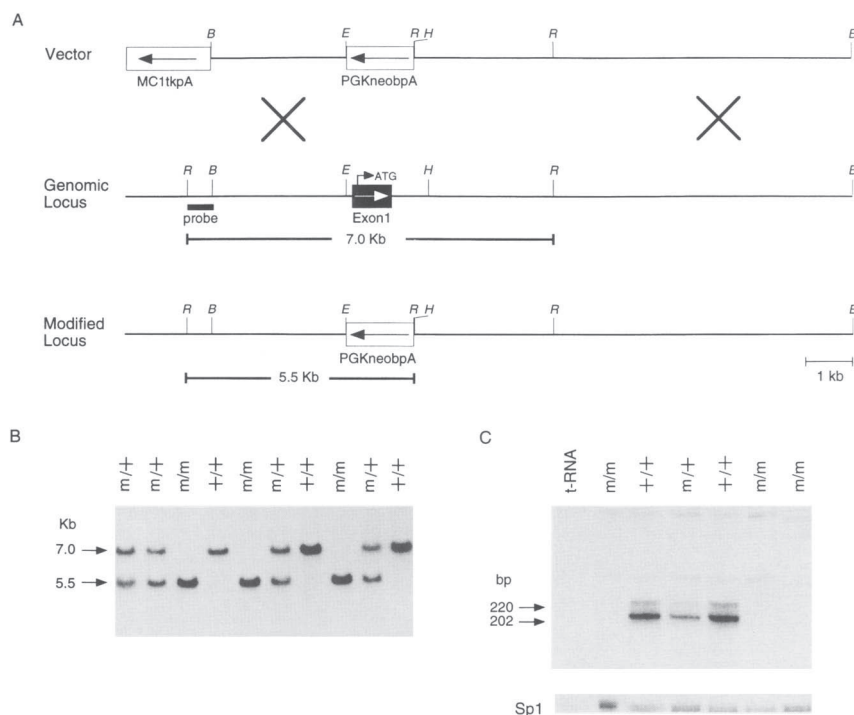 A
B E R H R B
Vector
MC1tkpA PGKneobpA
R B E ATG H R B
Genomic
Locus
probe Exon1
7.0 Kb
R B E R H R B
Modified
Locus
PGKneobpA
5.5 Kb 1 kb
B
m/+ m/+ m/m +/+ m/m m/+ +/+ m/m m/+ +/+
Kb
7.0
5.5
C
t-RNA m/m +/+ m/+ +/+ m/m m/m
bp
220
202
Sp1